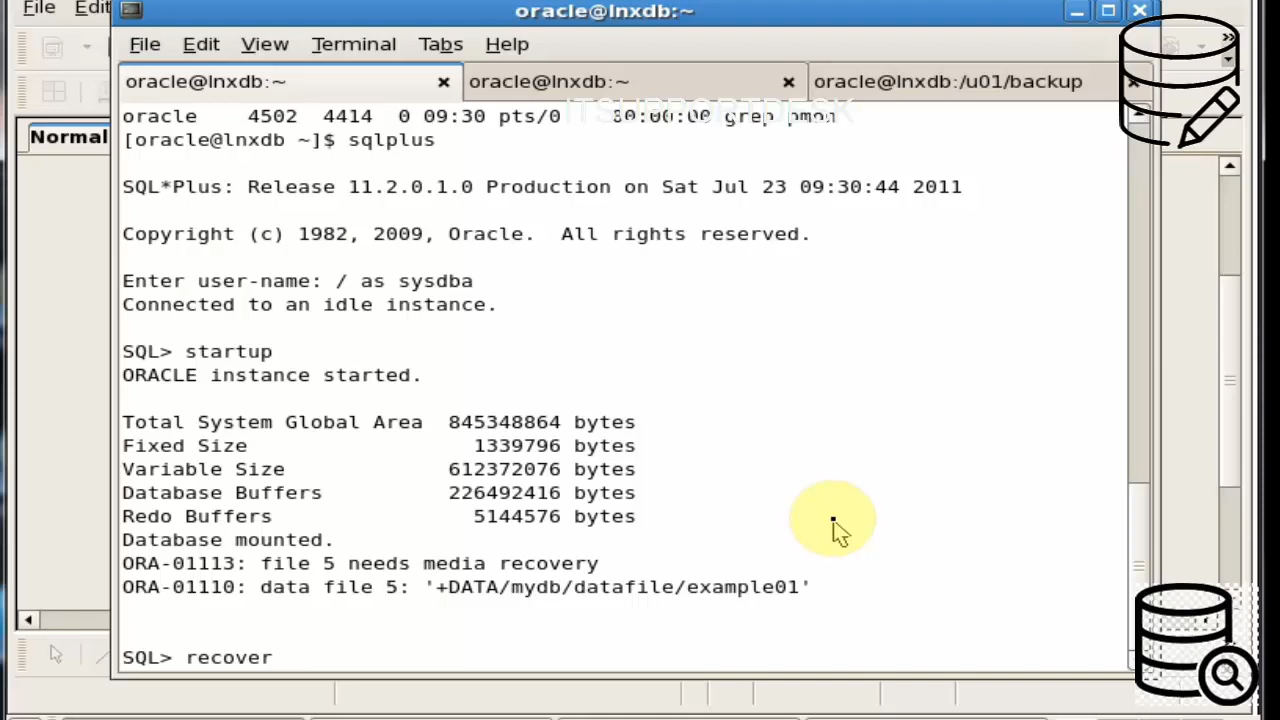 File Edit
oracle@lnxdb:~
File Edit View Terminal Tabs Help
oracle@lnxdb:~
oracle@lnxdb:~
oracle@lnxdb:/u01/backup
ITSUPPORTDESK
Normal
oracle 4502 4414 0 09:30 pts/0 00:00:00 grep pmon
[oracle@lnxdb ~]$ sqlplus
SQL*Plus: Release 11.2.0.1.0 Production on Sat Jul 23 09:30:44 2011
Copyright (c) 1982, 2009, Oracle. All rights reserved.
Enter user-name: / as sysdba
Connected to an idle instance.
SQL> startup
ORACLE instance started.
Total System Global Area 845348864 bytes
Fixed Size 1339796 bytes
Variable Size 612372076 bytes
Database Buffers 226492416 bytes
Redo Buffers 5144576 bytes
Database mounted.
ORA-01113: file 5 needs media recovery
ORA-01110: data file 5: '+DATA/mydb/datafile/example01'
SQL> recover